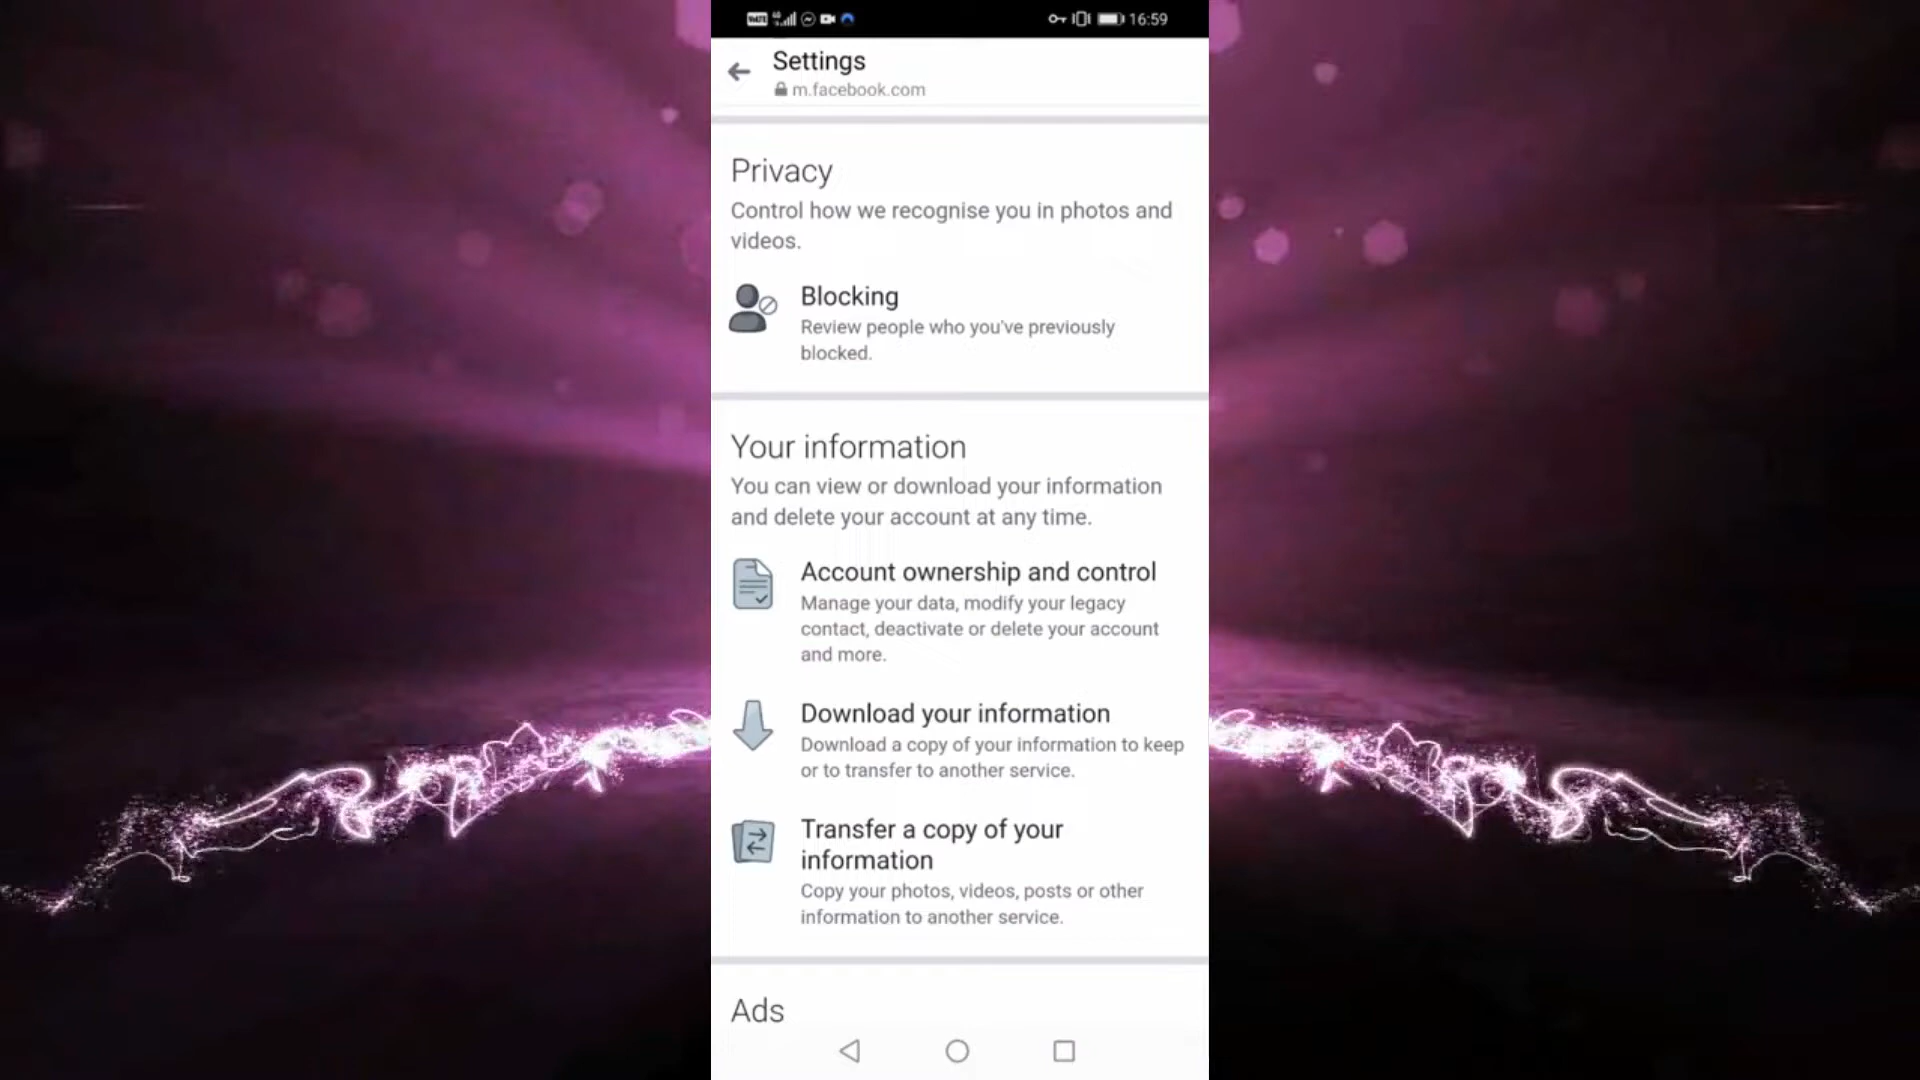 16:59
Settings
m.facebook.com
Privacy
Control how we recognise you in photos and
videos.
Blocking
Review people who you've previously
blocked.
Your information
You can view or download your information
and delete your account at any time.
Account ownership and control
Manage your data, modify your legacy
contact, deactivate or delete your account
and more.
Download your information
Download a copy of your information to keep
or to transfer to another service.
Transfer a copy of your
information
Copy your photos, videos, posts or other
information to another service.
Ads